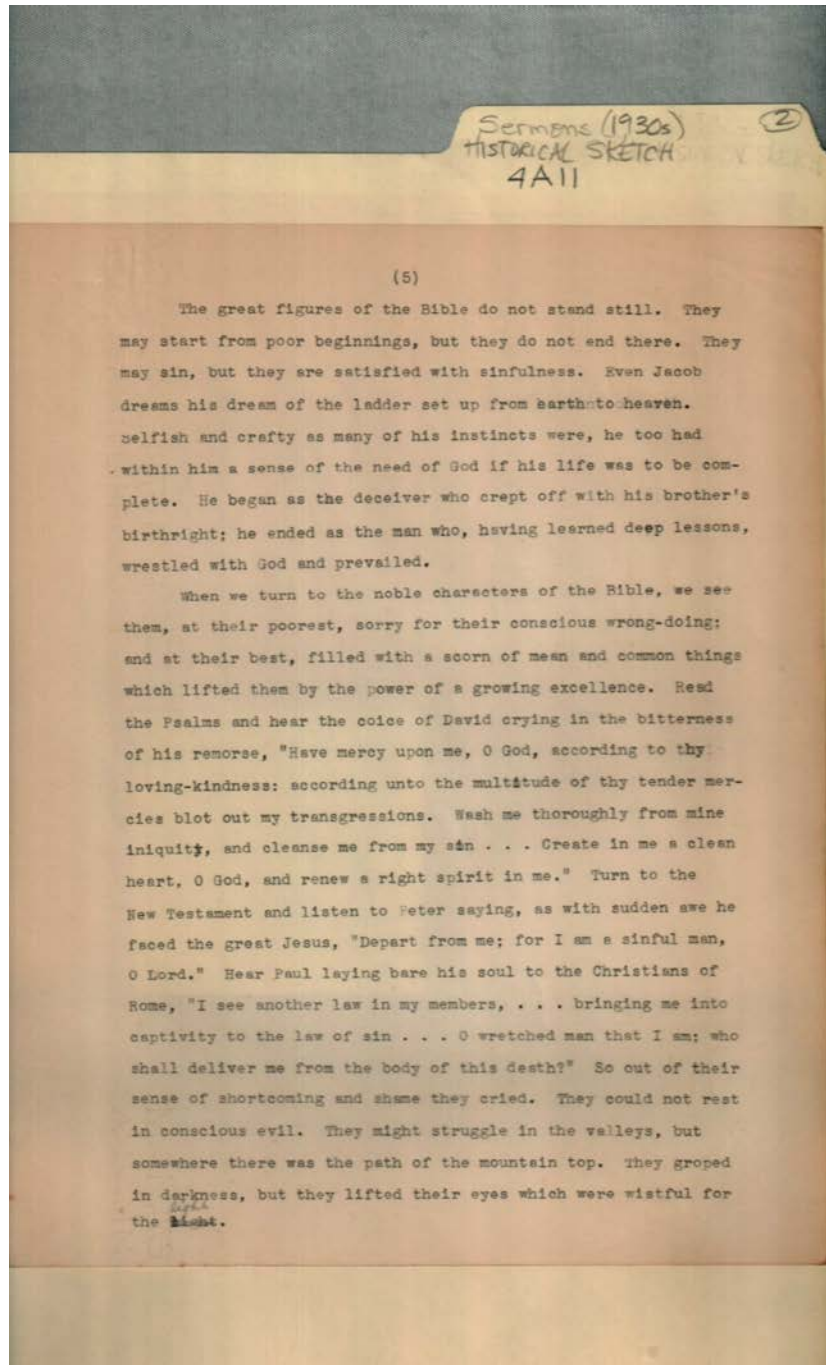 Sermons (1930s) ②
HISTORICAL SKETCH
4A11
(5)
The great figures of the Bible do not stand still. They
may start from poor beginnings, but they do not end there. They
may sin, but they are satisfied with sinfulness. Even Jacob
dreams his dream of the ladder set up from earth to heaven.
Selfish and crafty as many of his instincts were, he too had
within him a sense of the need of God if his life was to be com-
plete. He began as the deceiver who crept off with his brother's
birthright; he ended as the man who, having learned deep lessons,
wrestled with God and prevailed.
When we turn to the noble characters of the Bible, we see
them, at their poorest, sorry for their conscious wrong-doing;
and at their best, filled with a scorn of mean and common things
which lifted them by the power of a growing excellence. Read
the Psalms and hear the coice of David crying in the bitterness
of his remorse, "Have mercy upon me, O God, according to thy
loving-kindness: according unto the multitude of thy tender mer-
cies blot out my transgressions. Wash me thoroughly from mine
iniquity, and cleanse me from my sin . . . Create in me a clean
heart, O God, and renew a right spirit in me." Turn to the
New Testament and listen to Peter saying, as with sudden awe he
faced the great Jesus, "Depart from me; for I am a sinful man,
O Lord." Hear Paul laying bare his soul to the Christians of
Rome, "I see another law in my members, . . . bringing me into
captivity to the law of sin . . . O wretched man that I am; who
shall deliver me from the body of this death?" So out of their
sense of shortcoming and shame they cried. They could not rest
in conscious evil. They might struggle in the valleys, but
somewhere there was the path of the mountain top. They groped
in darkness, but they lifted their eyes which were wistful for
light
the light.